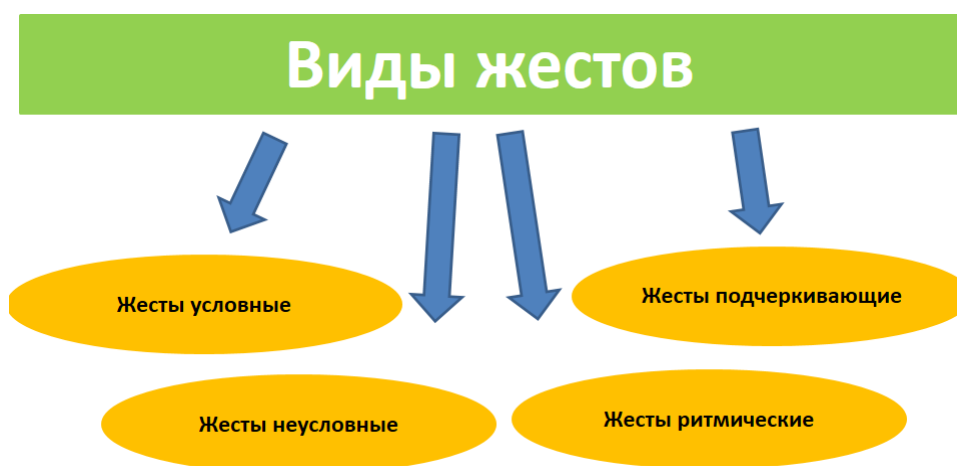 Виды жестов
Жесты условные
Жесты подчеркивающие
Жесты неусловные
Жесты ритмические